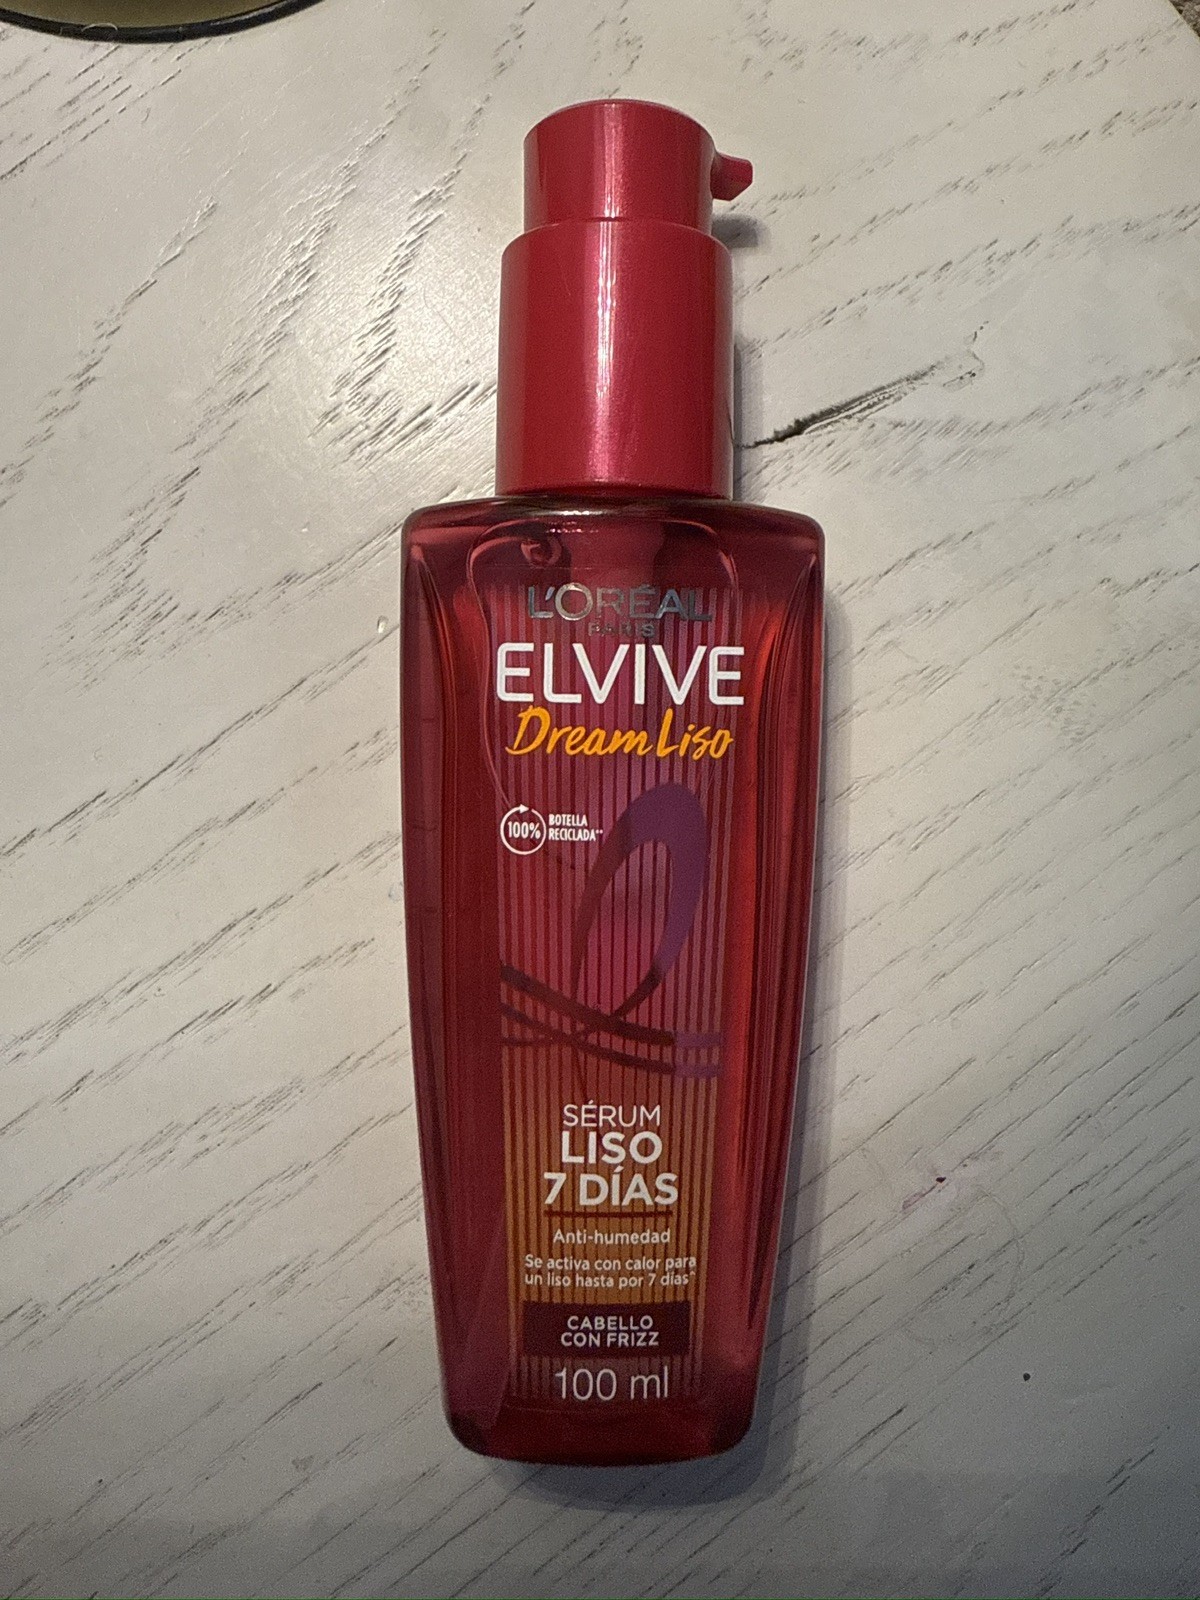 L'ORÉAL
PARIS
ELVIVE
Dream Liso
100%
BOTELLA
RECICLADA**
SÉRUM
LISO
7 DÍAS
Anti-humedad
Se activa con calor para
un liso hasta por 7 días^
CABELLO
CON FRIZZ
100 ml